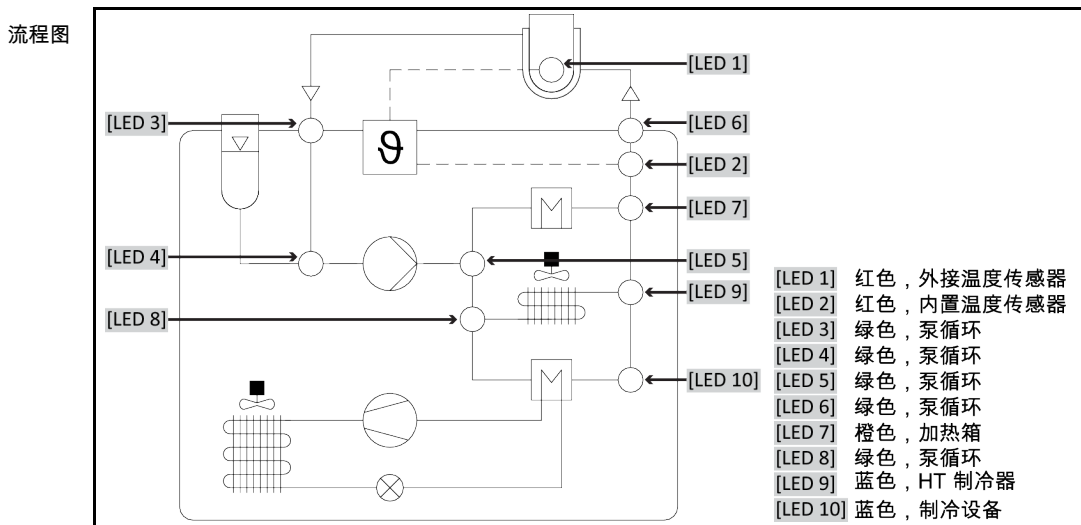 流程图
[LED 1]
[LED 3]
[LED 6]
ϑ
[LED 2]
[LED 7]
[LED 4]
[LED 5]
[LED 9]
[LED 8]
[LED 10]
[LED 1] 红色，外接温度传感器
[LED 2] 红色，内置温度传感器
[LED 3] 绿色，泵循环
[LED 4] 绿色，泵循环
[LED 5] 绿色，泵循环
[LED 6] 绿色，泵循环
[LED 7] 橙色，加热箱
[LED 8] 绿色，泵循环
[LED 9] 蓝色，HT 制冷器
[LED 10] 蓝色，制冷设备